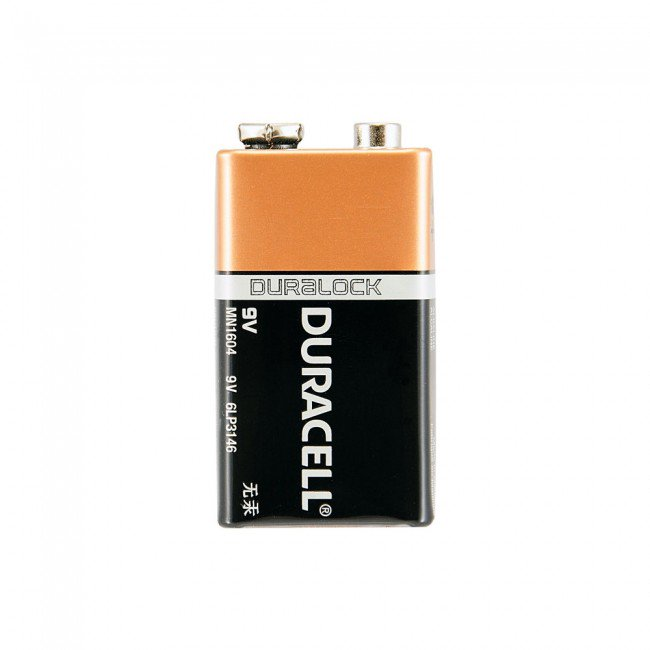 DURALOCK
DURACELL®
9V
MN1604 9V 6LP3146
无汞